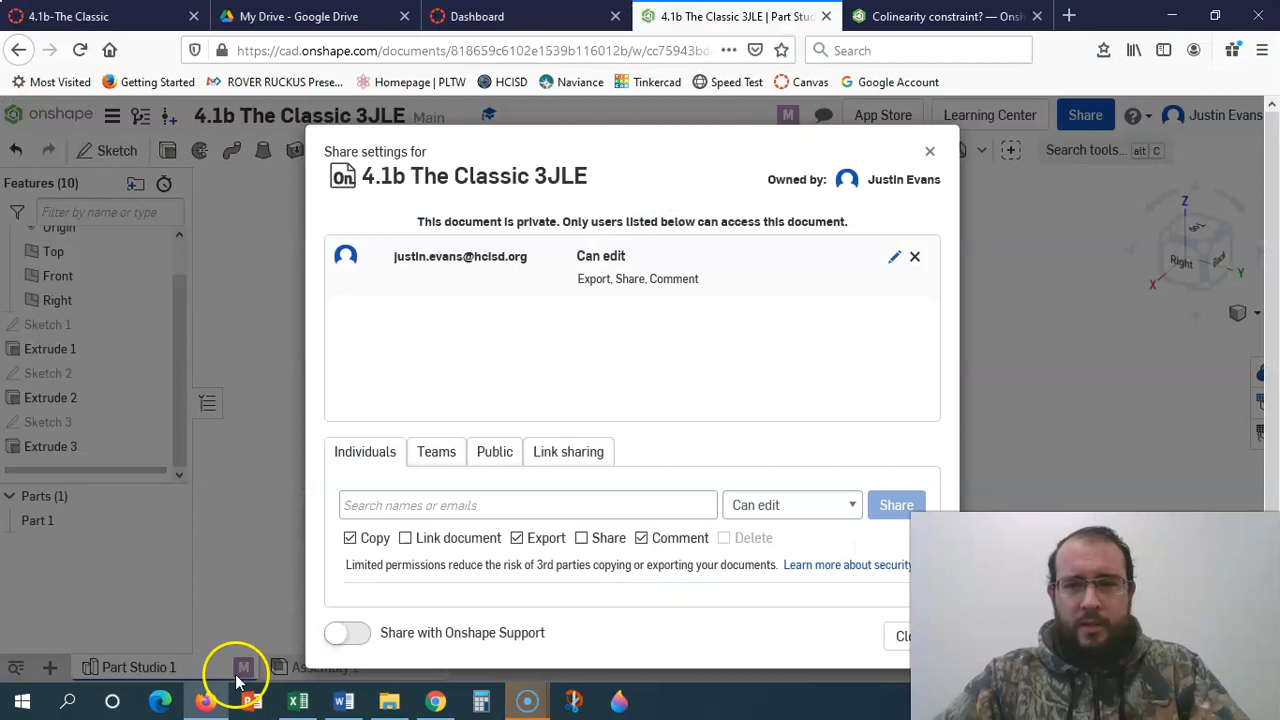 4.1b-The Classic
My Drive - Google Drive
Dashboard
4.1b The Classic 3JLE | Part Stu
Colinearity constraint? — Onsh
https://cad.onshape.com/documents/818659c6102e1539b116012b/w/cc75943bd
Search
Most Visited
Getting Started
ROVER RUCKUS Prese...
Homepage | PLTW
HCISD
Naviance
Tinkercad
Speed Test
Canvas
Google Account
onshape
4.1b The Classic 3JLE Main
M
App Store
Learning Center
Share
Justin Evans
Sketch
Search tools... alt C
Features (10)
Filter by name or type
Origin
Top
Front
Right
Sketch 1
Extrude 1
Sketch 2
Extrude 2
Sketch 3
Extrude 3
Parts (1)
Part 1
Share settings for
4.1b The Classic 3JLE
Owned by: Justin Evans
This document is private. Only users listed below can access this document.
justin.evans@hcisd.org
Can edit
Export, Share, Comment
Individuals
Teams
Public
Link sharing
Search names or emails
Can edit
Share
Copy
Link document
Export
Share
Comment
Delete
Limited permissions reduce the risk of 3rd parties copying or exporting your documents. Learn more about security
Share with Onshape Support
Clo
Z
Right
Back
X
Y
Part Studio 1
M
Assembly 1